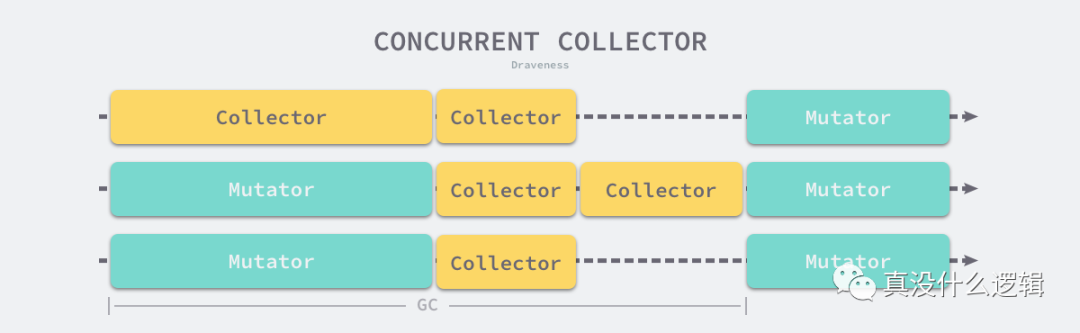 CONCURRENT COLLECTOR
Draveness
Collector Collector Mutator
Mutator Collector Collector Mutator
Mutator Collector Mutator
真没什么逻辑
GC